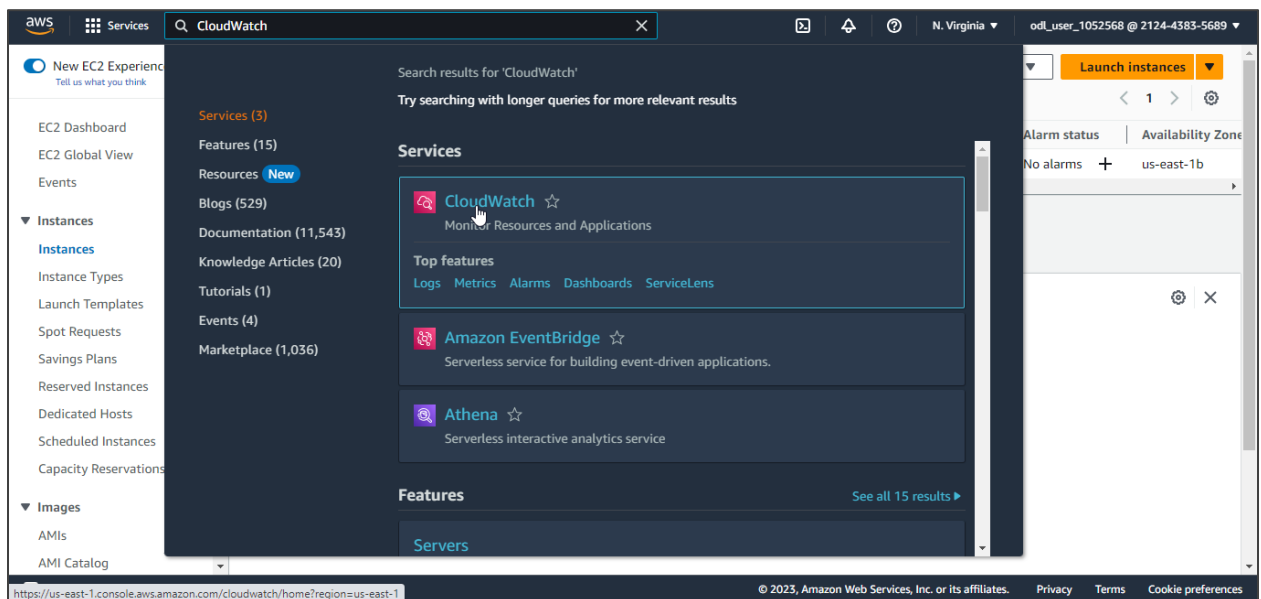 aws
Services
CloudWatch
N. Virginia ▼
odl_user_1052568 @ 2124-4383-5689 ▼
New EC2 Experienc
Tell us what you think
EC2 Dashboard
EC2 Global View
Events
▼ Instances
Instances
Instance Types
Launch Templates
Spot Requests
Savings Plans
Reserved Instances
Dedicated Hosts
Scheduled Instances
Capacity Reservations
▼ Images
AMIs
AMI Catalog
Search results for 'CloudWatch'
Try searching with longer queries for more relevant results
Services (3)
Features (15)
Resources New
Blogs (529)
Documentation (11,543)
Knowledge Articles (20)
Tutorials (1)
Events (4)
Marketplace (1,036)
Services
CloudWatch
Monitor Resources and Applications
Top features
Logs Metrics Alarms Dashboards ServiceLens
Amazon EventBridge
Serverless service for building event-driven applications.
Athena
Serverless interactive analytics service
Features
See all 15 results ▶
Servers
Launch instances
1
Alarm status
Availability Zone
No alarms +
us-east-1b
https://us-east-1.console.aws.amazon.com/cloudwatch/home?region=us-east-1
© 2023, Amazon Web Services, Inc. or its affiliates.
Privacy Terms Cookie preferences